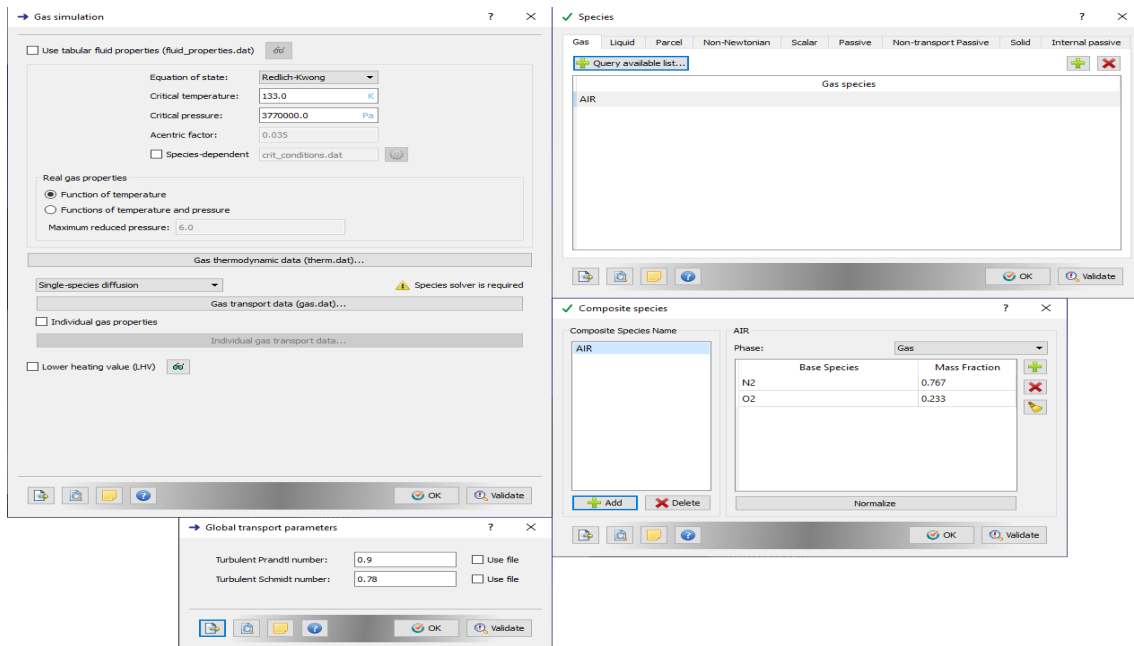 Gas simulation ?
Use tabular fluid properties (fluid_properties.dat)
Equation of state: Redlich-Kwong
Critical temperature: 133.0 K
Critical pressure: 3770000.0 Pa
Acentric factor: 0.035
Species-dependent crit_conditions.dat
Real gas properties
Function of temperature
Functions of temperature and pressure
Maximum reduced pressure: 6.0
Gas thermodynamic data (therm.dat)...
Single-species diffusion Species solver is required
Gas transport data (gas.dat)...
Individual gas properties
Individual gas transport data...
Lower heating value (LHV)
OK Validate
Species ?
Gas Liquid Parcel Non-Newtonian Scalar Passive Non-transport Passive Solid Internal passive
Query available list...
Gas species
AIR
OK Validate
Composite species ?
Composite Species Name AIR
AIR Phase: Gas
Base Species Mass Fraction
N2 0.767
O2 0.233
Add Delete Normalize
OK Validate
Global transport parameters ?
Turbulent Prandtl number: 0.9 Use file
Turbulent Schmidt number: 0.78 Use file
OK Validate